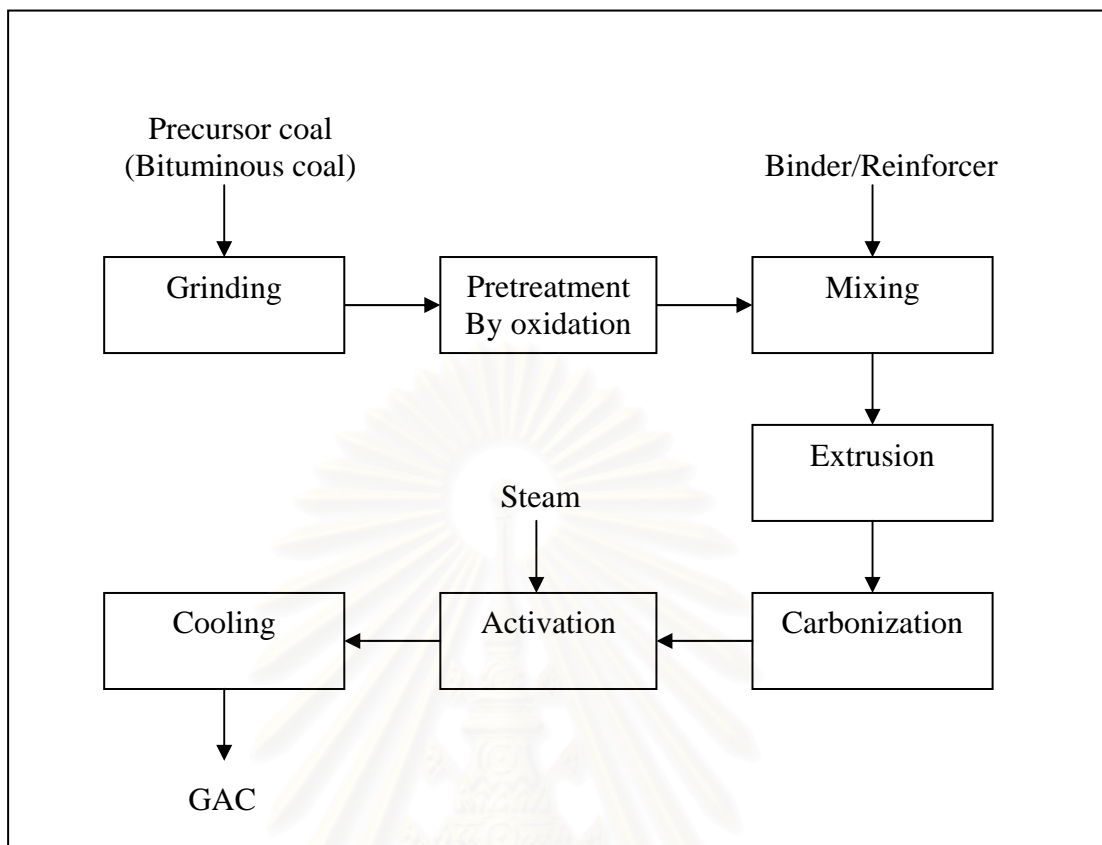 Precursor coal
(Bituminous coal)
Binder/Reinforcer
Grinding
Pretreatment
By oxidation
Mixing
Extrusion
Steam
Cooling
Activation
Carbonization
GAC